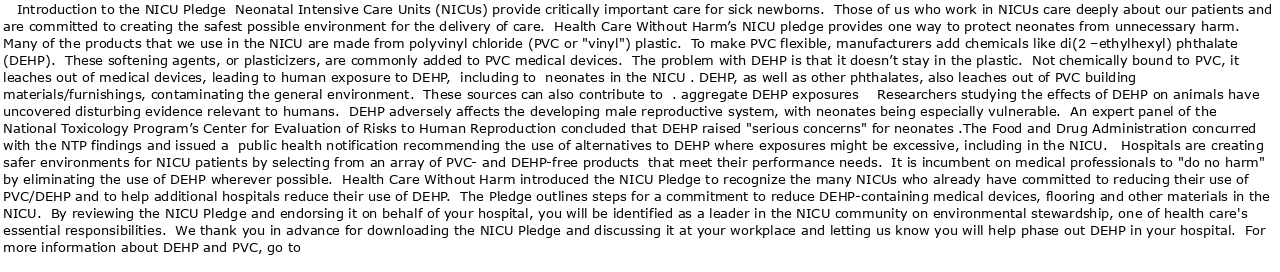 Introduction to the NICU Pledge  Neonatal Intensive Care Units (NICUs) provide critically important care for sick newborns.  Those of us who work in NICUs care deeply about our patients and
are committed to creating the safest possible environment for the delivery of care.  Health Care Without Harm’s NICU pledge provides one way to protect neonates from unnecessary harm.
Many of the products that we use in the NICU are made from polyvinyl chloride (PVC or "vinyl") plastic.  To make PVC flexible, manufacturers add chemicals like di(2 –ethylhexyl) phthalate
(DEHP).  These softening agents, or plasticizers, are commonly added to PVC medical devices.  The problem with DEHP is that it doesn’t stay in the plastic.  Not chemically bound to PVC, it
leaches out of medical devices, leading to human exposure to DEHP,  including to  neonates in the NICU . DEHP, as well as other phthalates, also leaches out of PVC building
materials/furnishings, contaminating the general environment.  These sources can also contribute to  . aggregate DEHP exposures    Researchers studying the effects of DEHP on animals have
uncovered disturbing evidence relevant to humans.  DEHP adversely affects the developing male reproductive system, with neonates being especially vulnerable.  An expert panel of the
National Toxicology Program’s Center for Evaluation of Risks to Human Reproduction concluded that DEHP raised "serious concerns" for neonates .The Food and Drug Administration concurred
with the NTP findings and issued a  public health notification recommending the use of alternatives to DEHP where exposures might be excessive, including in the NICU.   Hospitals are creating
safer environments for NICU patients by selecting from an array of PVC- and DEHP-free products  that meet their performance needs.  It is incumbent on medical professionals to "do no harm"
by eliminating the use of DEHP wherever possible.  Health Care Without Harm introduced the NICU Pledge to recognize the many NICUs who already have committed to reducing their use of
PVC/DEHP and to help additional hospitals reduce their use of DEHP.  The Pledge outlines steps for a commitment to reduce DEHP-containing medical devices, flooring and other materials in the
NICU.  By reviewing the NICU Pledge and endorsing it on behalf of your hospital, you will be identified as a leader in the NICU community on environmental stewardship, one of health care's
essential responsibilities.  We thank you in advance for downloading the NICU Pledge and discussing it at your workplace and letting us know you will help phase out DEHP in your hospital.  For
more information about DEHP and PVC, go to